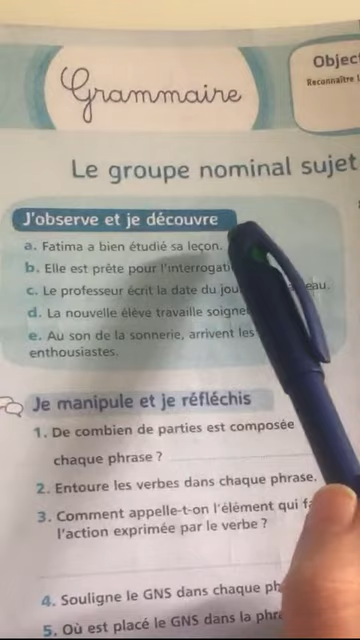 Grammaire
Objec
Reconnaître l
Le groupe nominal sujet
J'observe et je découvre
a. Fatima a bien étudié sa leçon.
b. Elle est prête pour l'interrogati
c. Le professeur écrit la date du jou eau.
d. La nouvelle élève travaille soigne
e. Au son de la sonnerie, arrivent les
enthousiastes.
Je manipule et je réfléchis
1. De combien de parties est composée
chaque phrase ?
2. Entoure les verbes dans chaque phrase.
3. Comment appelle-t-on l'élément qui f
l'action exprimée par le verbe ?
4. Souligne le GNS dans chaque ph
5. Où est placé le GNS dans la phra